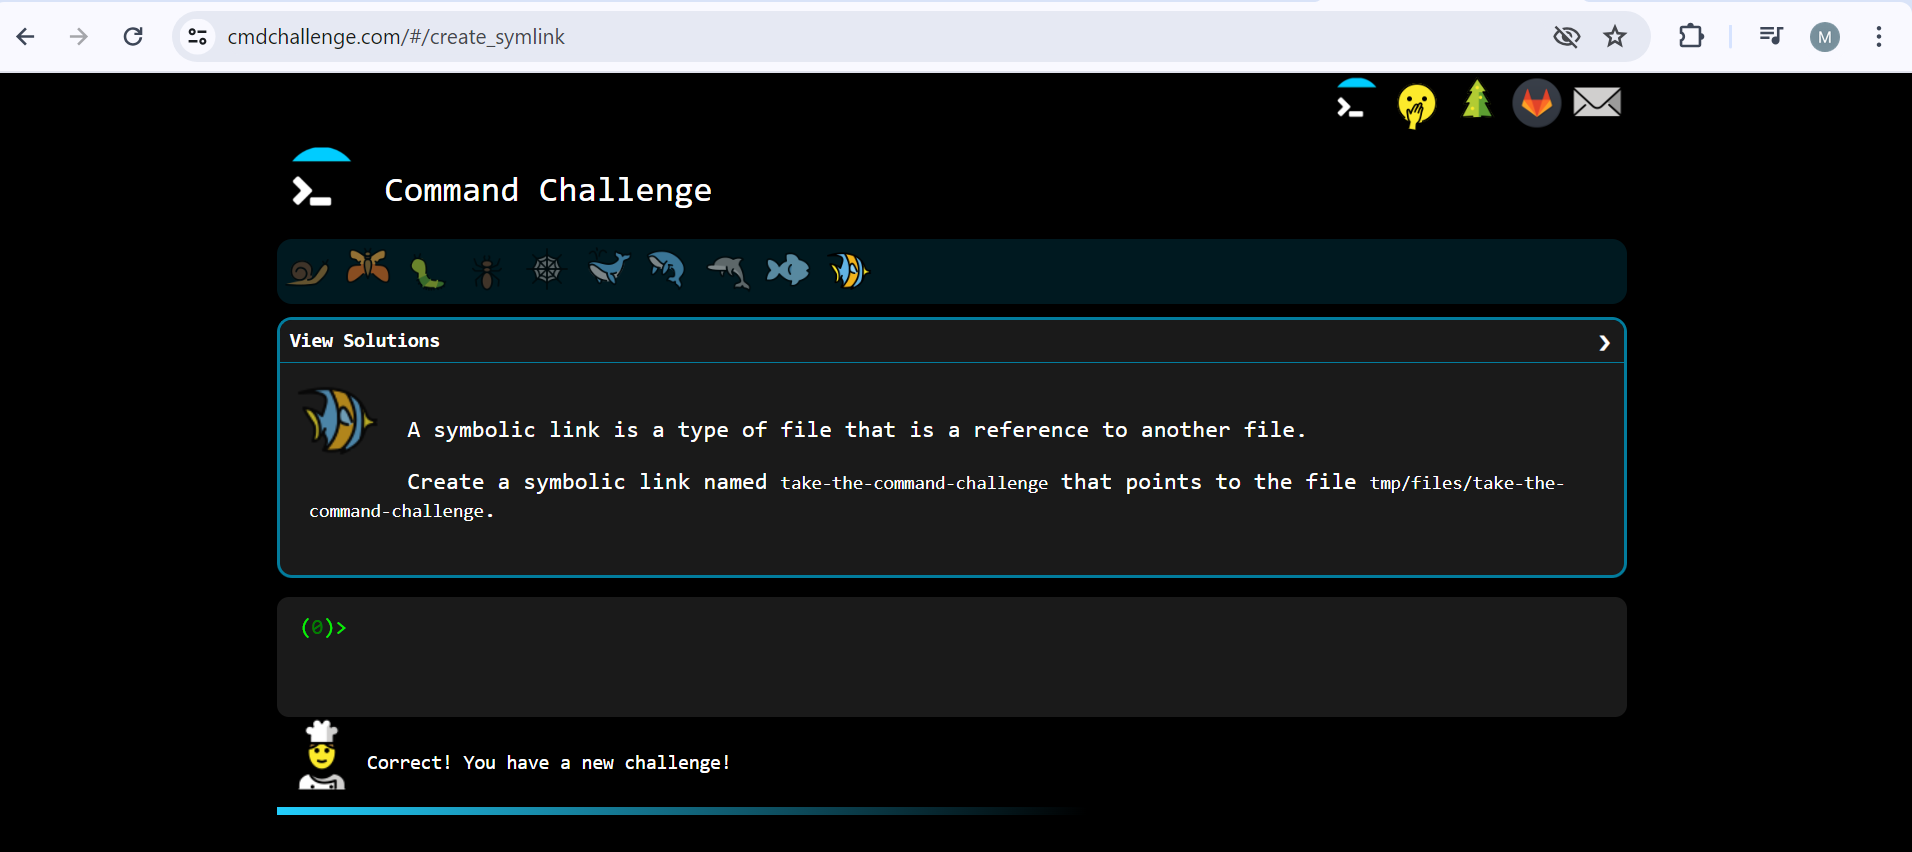 cmdchallenge.com/#/create_symlink
M
Command Challenge
View Solutions
A symbolic link is a type of file that is a reference to another file.
Create a symbolic link named take-the-command-challenge that points to the file tmp/files/take-the-
command-challenge.
(0)>
Correct! You have a new challenge!